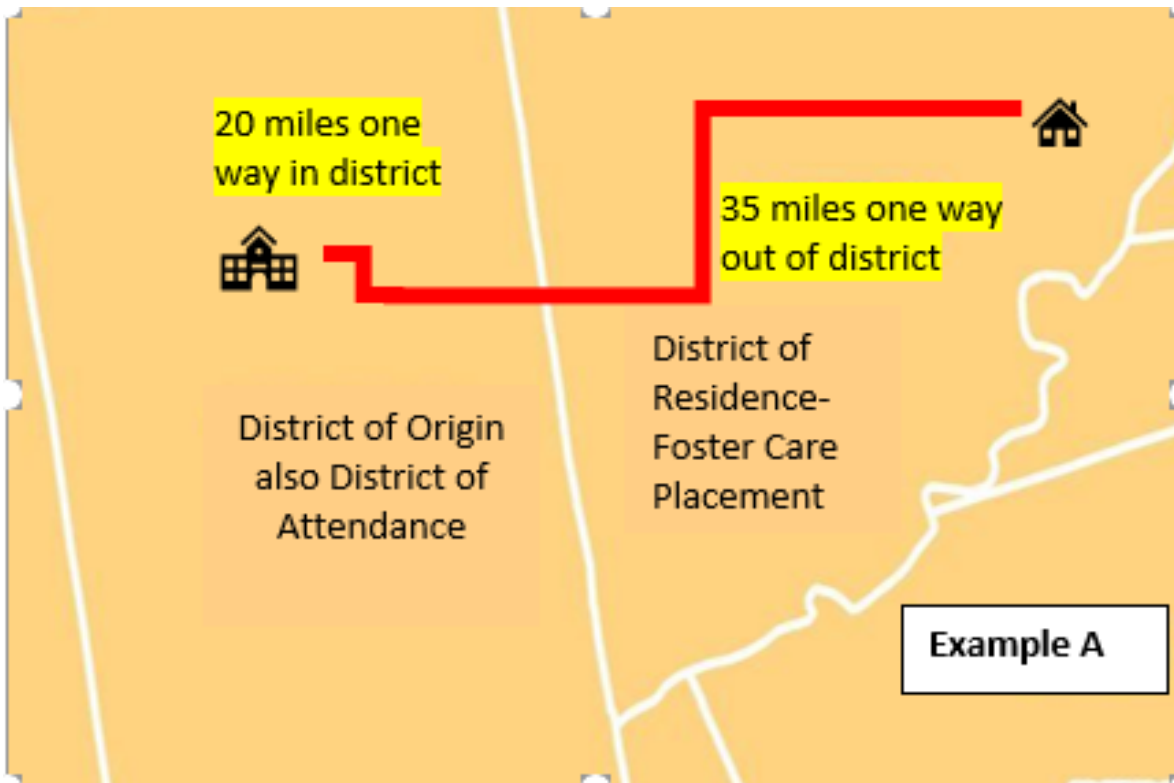 20 miles one
way in district
35 miles one way
out of district
District of
Residence-
Foster Care
Placement
District of Origin
also District of
Attendance
Example A